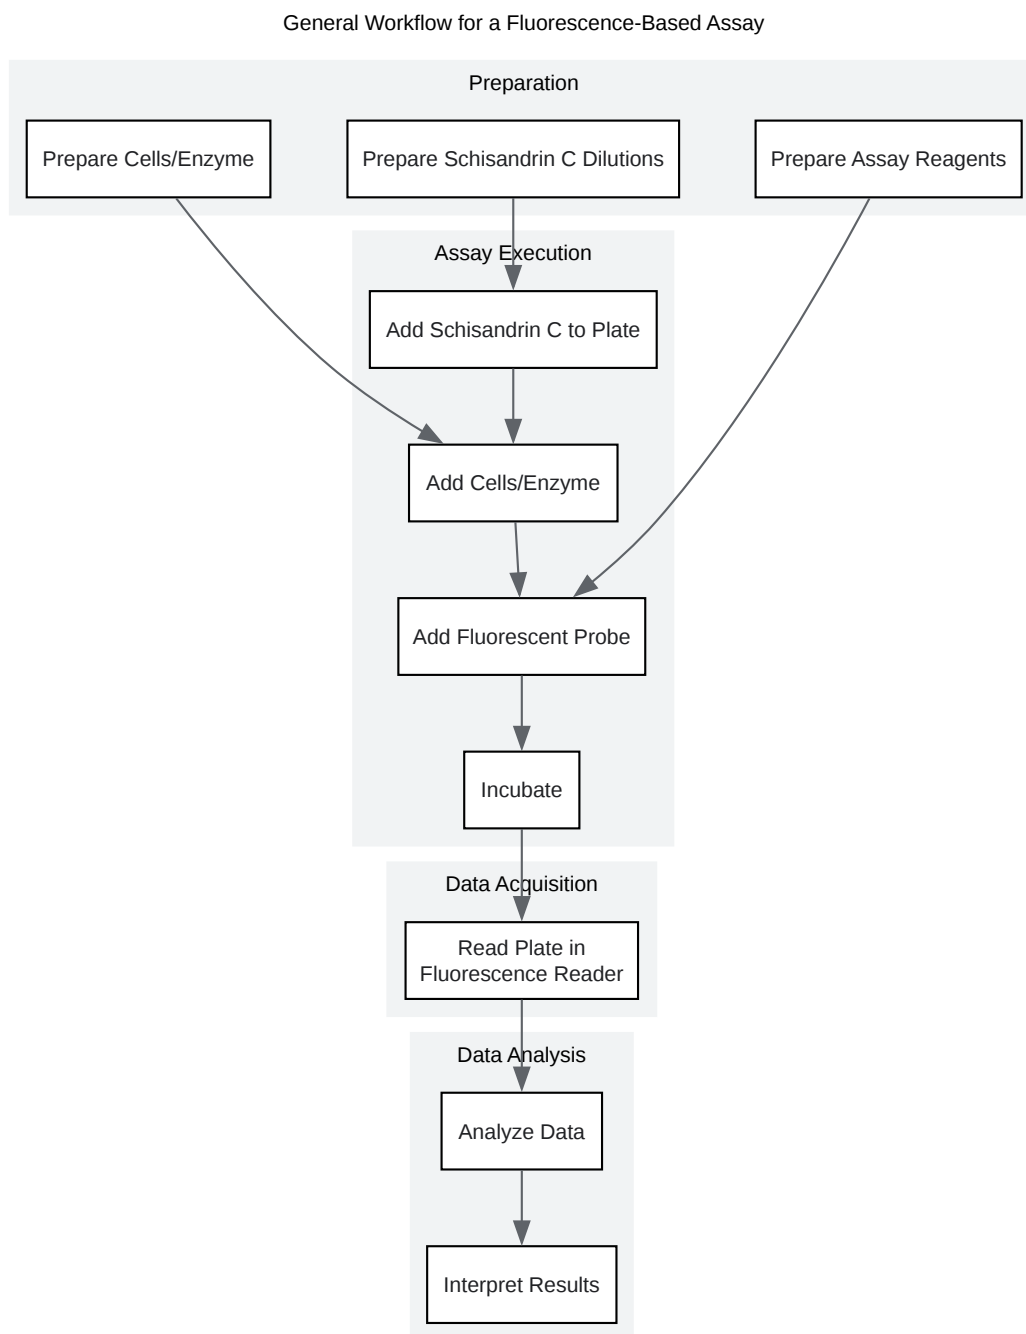 General Workflow for a Fluorescence-Based Assay
Preparation
Prepare Cells/Enzyme
Prepare Schisandrin C Dilutions
Prepare Assay Reagents
Assay Execution
Add Schisandrin C to Plate
Add Cells/Enzyme
Add Fluorescent Probe
Incubate
Data Acquisition
Read Plate in
Fluorescence Reader
Data Analysis
Analyze Data
Interpret Results